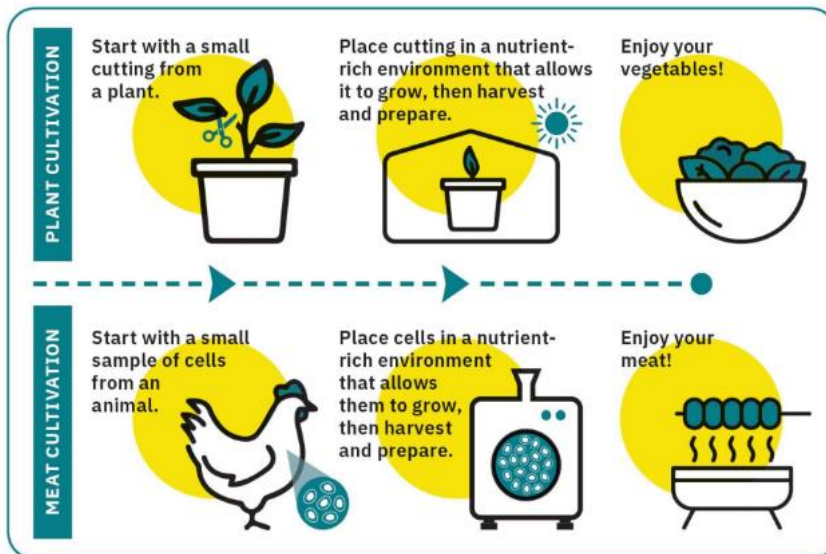 PLANT CULTIVATION
Start with a small
cutting from
a plant.
Place cutting in a nutrient-
rich environment that allows
it to grow, then harvest
and prepare.
Enjoy your
vegetables!
MEAT CULTIVATION
Start with a small
sample of cells
from an
animal.
Place cells in a nutrient-
rich environment
that allows
them to grow,
then harvest
and prepare.
Enjoy your
meat!